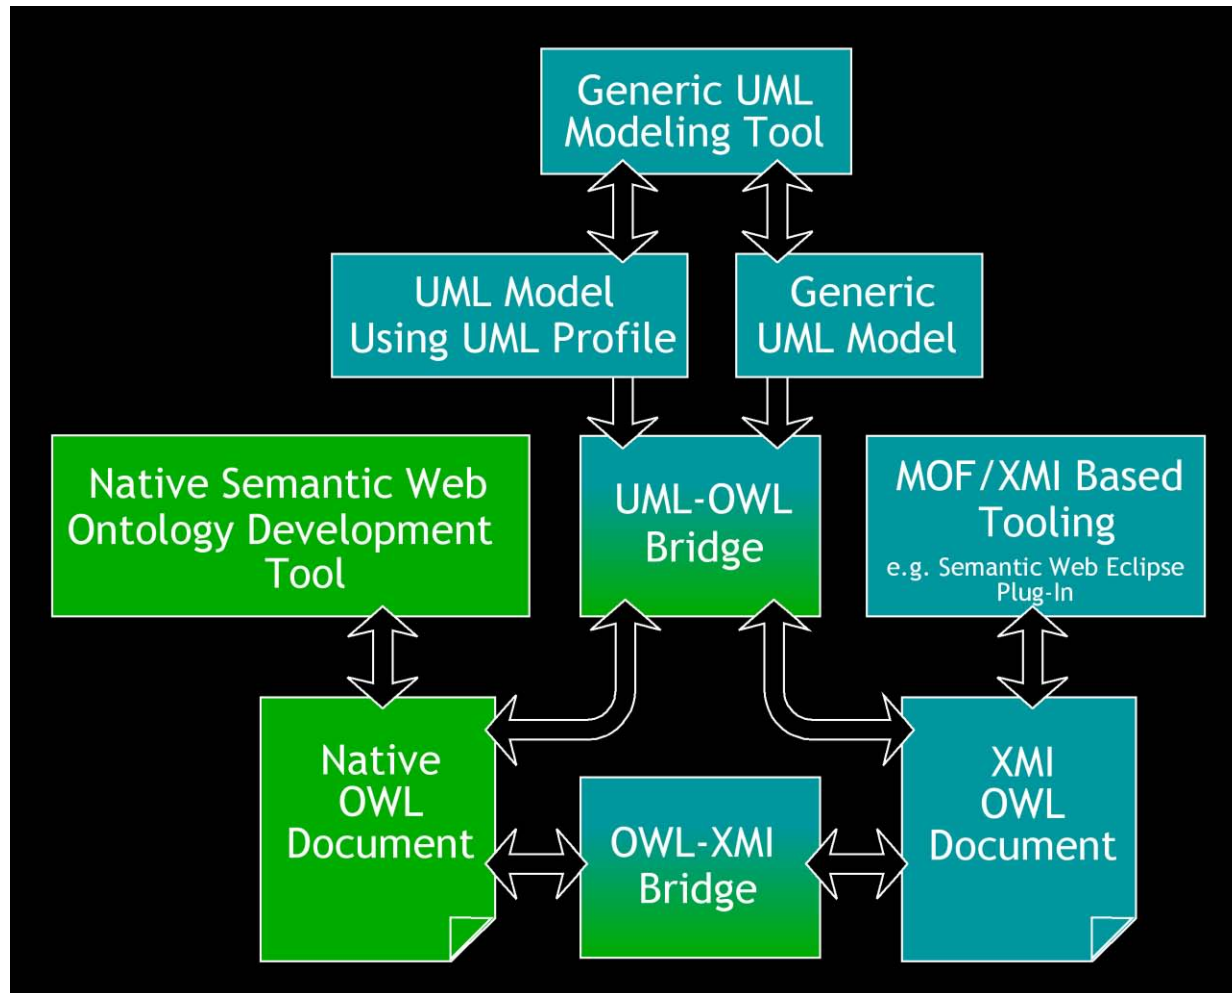 Generic UML
Modeling Tool
UML Model
Using UML Profile
Generic
UML Model
Native Semantic Web
Ontology Development
Tool
UML-OWL
Bridge
MOF/XMI Based
Tooling
e.g. Semantic Web Eclipse
Plug-In
Native
OWL
Document
OWL-XMI
Bridge
XMI
OWL
Document